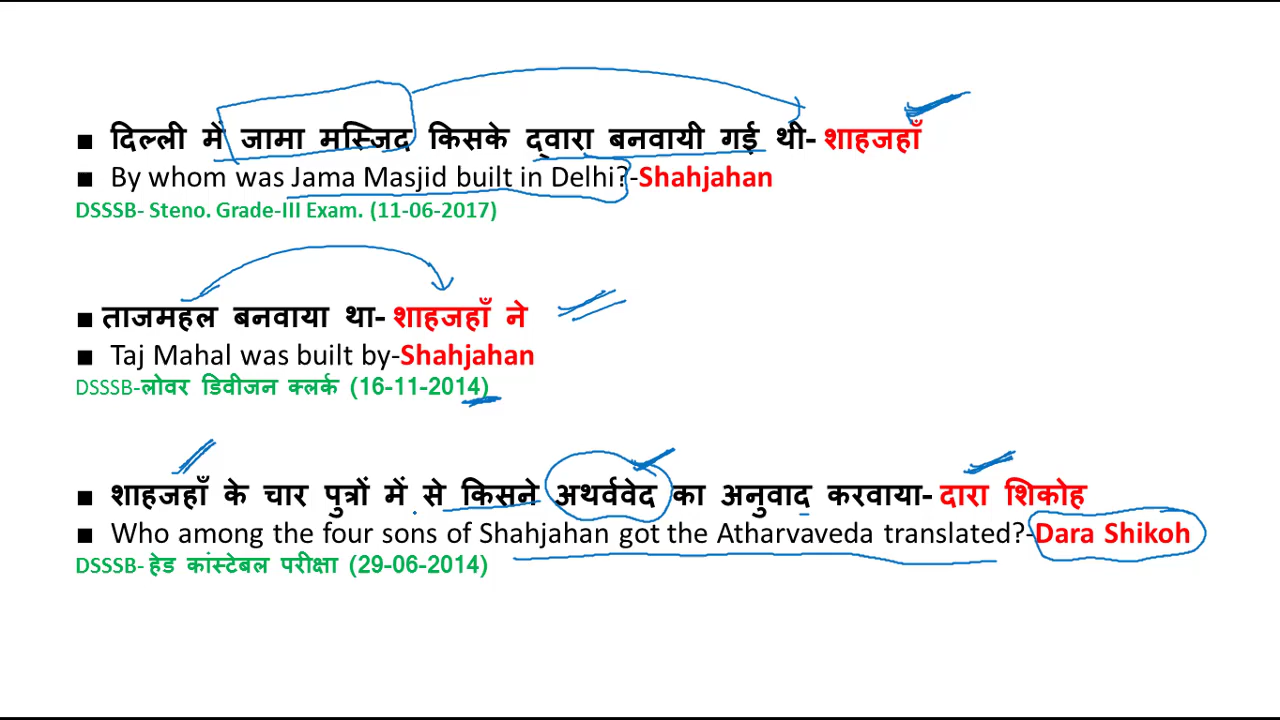 ▪ दिल्ली में जामा मस्जिद किसके द्वारा बनवायी गई थी- शाहजहाँ
▪ By whom was Jama Masjid built in Delhi?-Shahjahan
DSSSB- Steno. Grade-III Exam. (11-06-2017)
▪ ताजमहल बनवाया था- शाहजहाँ ने
▪ Taj Mahal was built by-Shahjahan
DSSSB-लोवर डिवीजन क्लर्क (16-11-2014)
▪ शाहजहाँ के चार पुत्रों में से किसने अथर्ववेद का अनुवाद करवाया- दारा शिकोह
▪ Who among the four sons of Shahjahan got the Atharvaveda translated?-Dara Shikoh
DSSSB- हेड कांस्टेबल परीक्षा (29-06-2014)